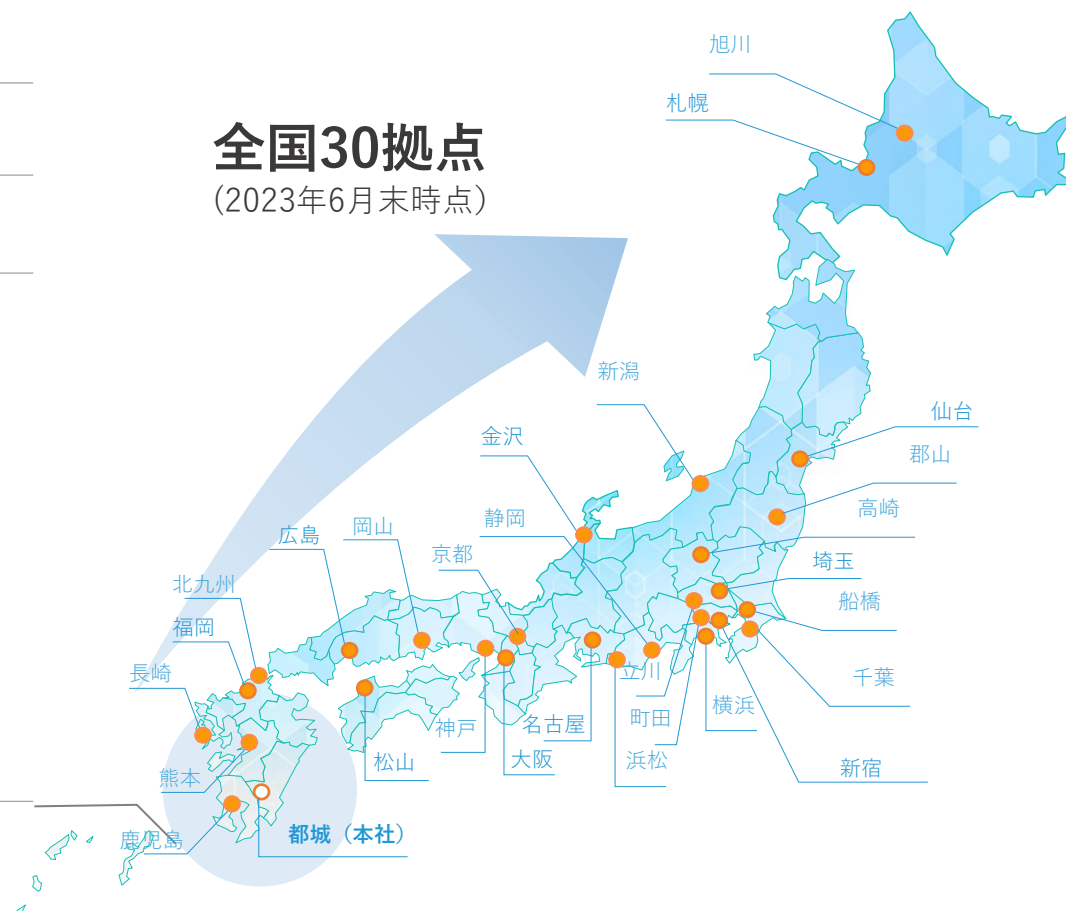 旭川
札幌
全国30拠点
(2023年6月末時点)
新潟
仙台
金沢
郡山
高崎
静岡
岡山
広島
京都
埼玉
北九州
船橋
福岡
長崎
立川
千葉
横浜
町田
名古屋
神戸
大阪
浜松
松山
新宿
熊本
都城（本社）
鹿児島